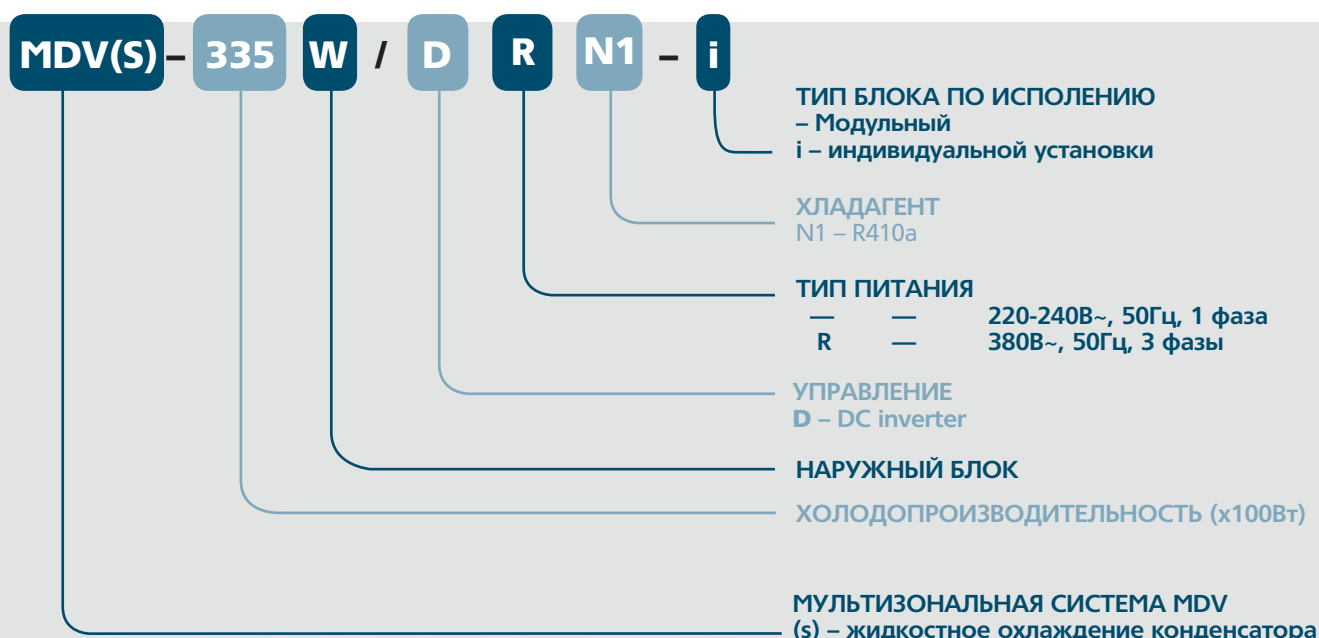 MDV(S) – 335 W / D R N1 – i
ТИП БЛОКА ПО ИСПОЛЕНИЮ
– Модульный
i – индивидуальной установки
ХЛАДАГЕНТ
N1 – R410a
ТИП ПИТАНИЯ
— — 220-240В~, 50Гц, 1 фаза
R — 380В~, 50Гц, 3 фазы
УПРАВЛЕНИЕ
D – DC inverter
НАРУЖНЫЙ БЛОК
ХОЛОДОПРОИЗВОДИТЕЛЬНОСТЬ (х100Вт)
МУЛЬТИЗОНАЛЬНАЯ СИСТЕМА MDV
(s) – жидкостное охлаждение конденсатора